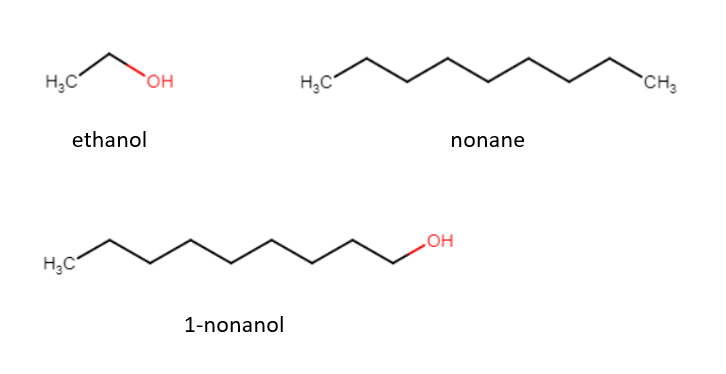 H₃C OH
H₃C CH₃
ethanol
nonane
H₃C OH
1-nonanol